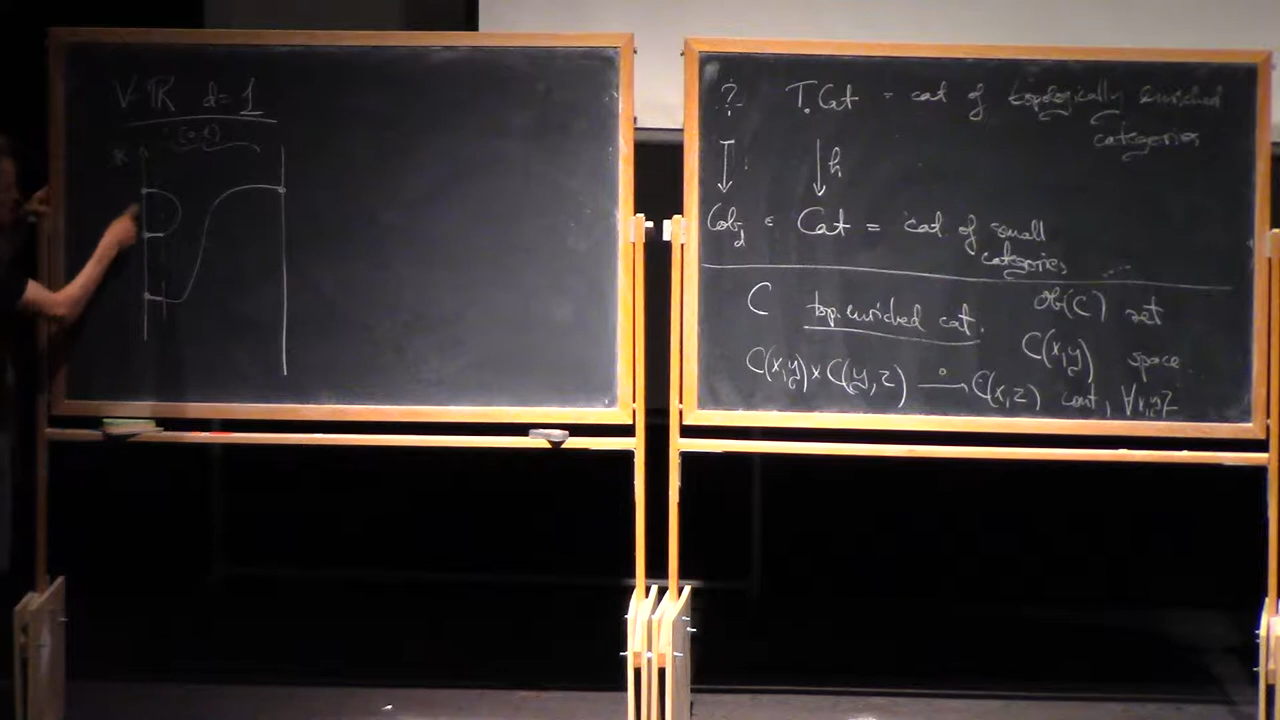 V=ℝ d=1
[0,t]
ℝ
? T.Cat = cat of topologically enriched
categories
↓ ↓h
Cob_d ∈ Cat = cat. of small
categories
C top. enriched cat. Ob(C) set
C(x,y) space
C(x,y) × C(y,z) →° C(x,z) cont, ∀x,y,z